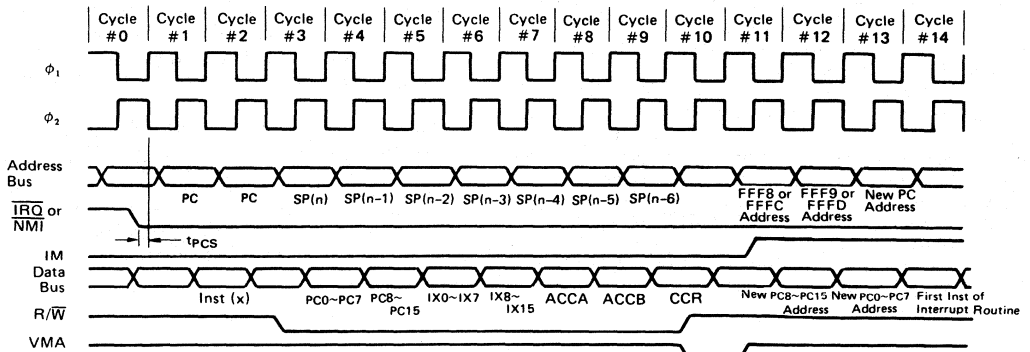 Cycle #0 Cycle #1 Cycle #2 Cycle #3 Cycle #4 Cycle #5 Cycle #6 Cycle #7 Cycle #8 Cycle #9 Cycle #10 Cycle #11 Cycle #12 Cycle #13 Cycle #14
ϕ1
ϕ2
Address Bus
PC PC SP(n) SP(n-1) SP(n-2) SP(n-3) SP(n-4) SP(n-5) SP(n-6) FFF8 or FFFC Address FFF9 or FFFD Address New PC Address
IRQ or NMI
tPCS
IM
Data Bus
Inst (x) PC0~PC7 PC8~PC15 IX0~IX7 IX8~IX15 ACCA ACCB CCR New PC8~PC15 Address New PC0~PC7 Address First Inst of Interrupt Routine
R/W
VMA